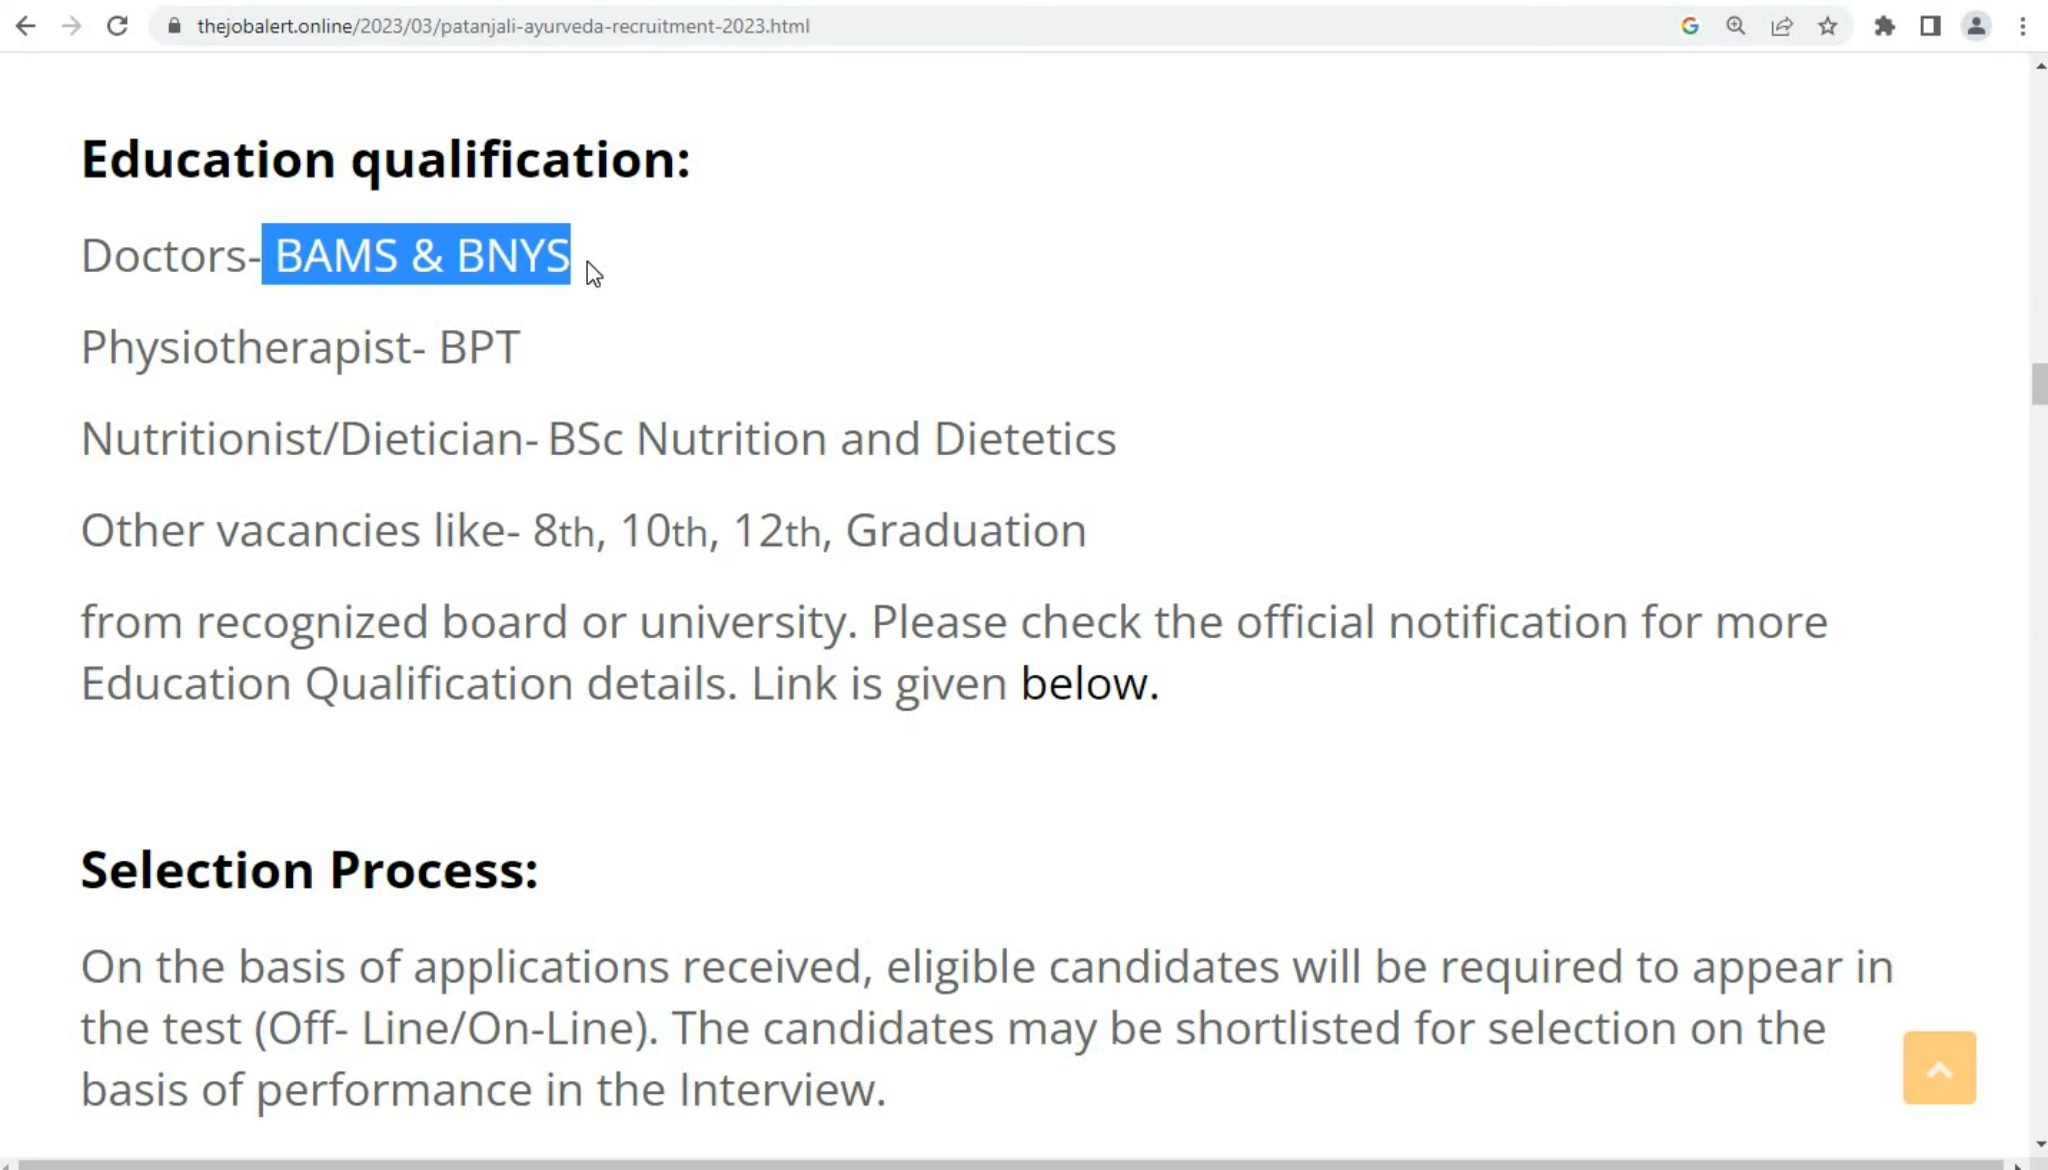 thejobalert.online/2023/03/patanjali-ayurveda-recruitment-2023.html
Education qualification:
Doctors- BAMS & BNYS
Physiotherapist- BPT
Nutritionist/Dietician- BSc Nutrition and Dietetics
Other vacancies like- 8th, 10th, 12th, Graduation
from recognized board or university. Please check the official notification for more
Education Qualification details. Link is given below.
Selection Process:
On the basis of applications received, eligible candidates will be required to appear in
the test (Off- Line/On-Line). The candidates may be shortlisted for selection on the
basis of performance in the Interview.